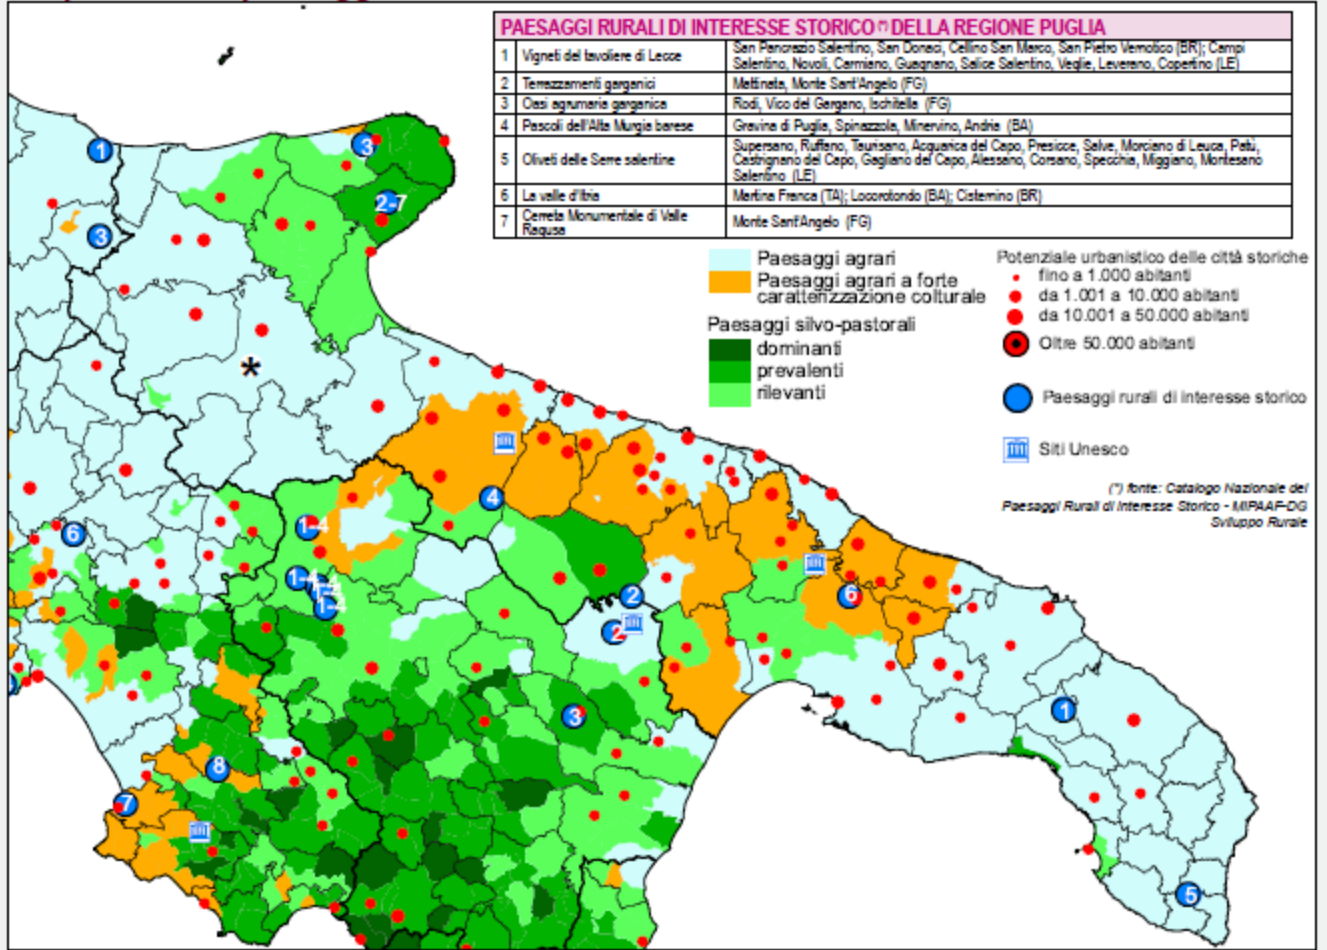 PAESAGGI RURALI DI INTERESSE STORICO (*) DELLA REGIONE PUGLIA
1 Vigneti del tavoliere di Lecce
San Pancrazio Salentino, San Donaci, Cellino San Marco, San Pietro Vernotico (BR); Campi
Salentino, Novoli, Carmiano, Guagnano, Salice Salentino, Veglie, Leverano, Copertino (LE)
2 Terrazzamenti garganici
Mattinata, Monte Sant'Angelo (FG)
3 Oasi agrumaria garganica
Rodi, Vico del Gargano, Ischitella (FG)
4 Pascoli dell'Alta Murgia barese
Gravina di Puglia, Spinazzola, Minervino, Andria (BA)
5 Oliveti delle Serre salentine
Supersano, Ruffano, Taurisano, Acquarica del Capo, Presicce, Salve, Morciano di Leuca, Patù,
Castrignano del Capo, Gagliano del Capo, Alessano, Corsano, Specchia, Miggiano, Montesano
Salentino (LE)
6 La valle d'Itria
Martina Franca (TA); Locorotondo (BA); Cisternino (BR)
7 Cerreta Monumentale di Valle
Ragusa
Monte Sant'Angelo (FG)
Paesaggi agrari
Paesaggi agrari a forte
caratterizzazione colturale
Paesaggi silvo-pastorali
dominanti
prevalenti
rilevanti
Potenziale urbanistico delle città storiche
fino a 1.000 abitanti
da 1.001 a 10.000 abitanti
da 10.001 a 50.000 abitanti
Oltre 50.000 abitanti
Paesaggi rurali di interesse storico
Siti Unesco
(*) fonte: Catalogo Nazionale dei
Paesaggi Rurali di Interesse Storico - MIPAAF-DG
Sviluppo Rurale
1
3
2-7
3
*
4
1-4
6
1-4
1-4
1-4
1-4
2
6
2
3
1
8
7
5